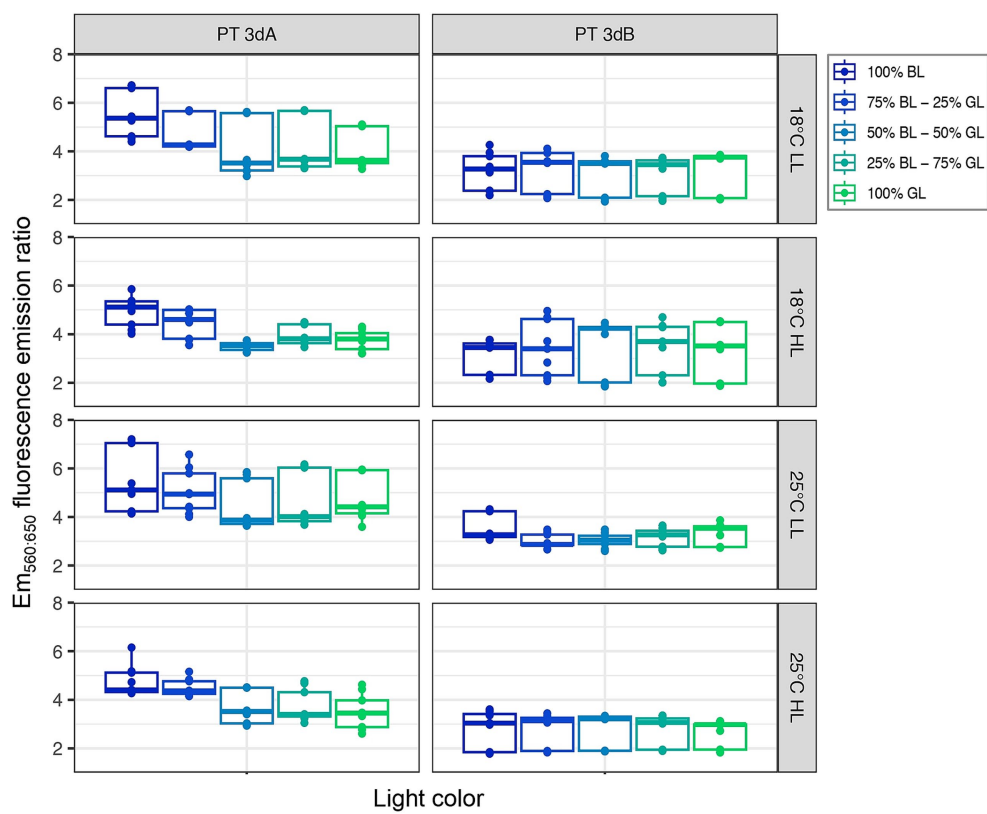 PT 3dA
PT 3dB
8
6
4
2
18°C LL
8
6
4
2
18°C HL
8
6
4
2
25°C LL
8
6
4
2
25°C HL
Em560:650 fluorescence emission ratio
Light color
100% BL
75% BL – 25% GL
50% BL – 50% GL
25% BL – 75% GL
100% GL